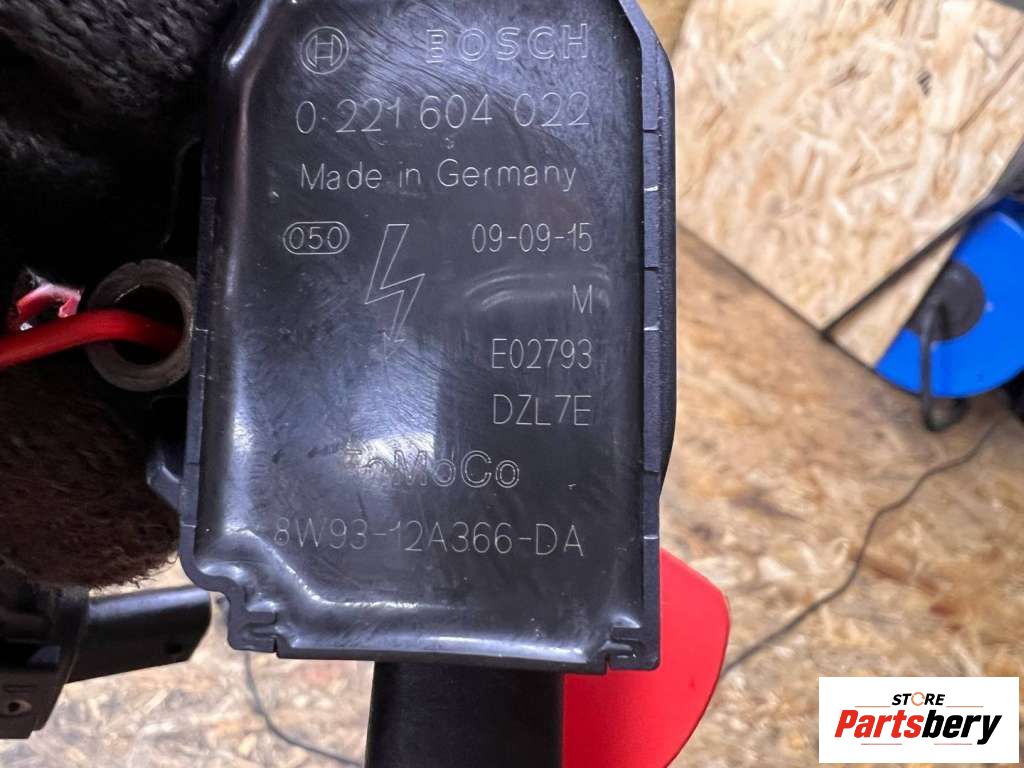 BOSCH
0 221 604 022
Made in Germany
050
09-09-15
M
E02793
DZL7E
FoMoCo
8W93-12A366-DA
STORE
Partsbery